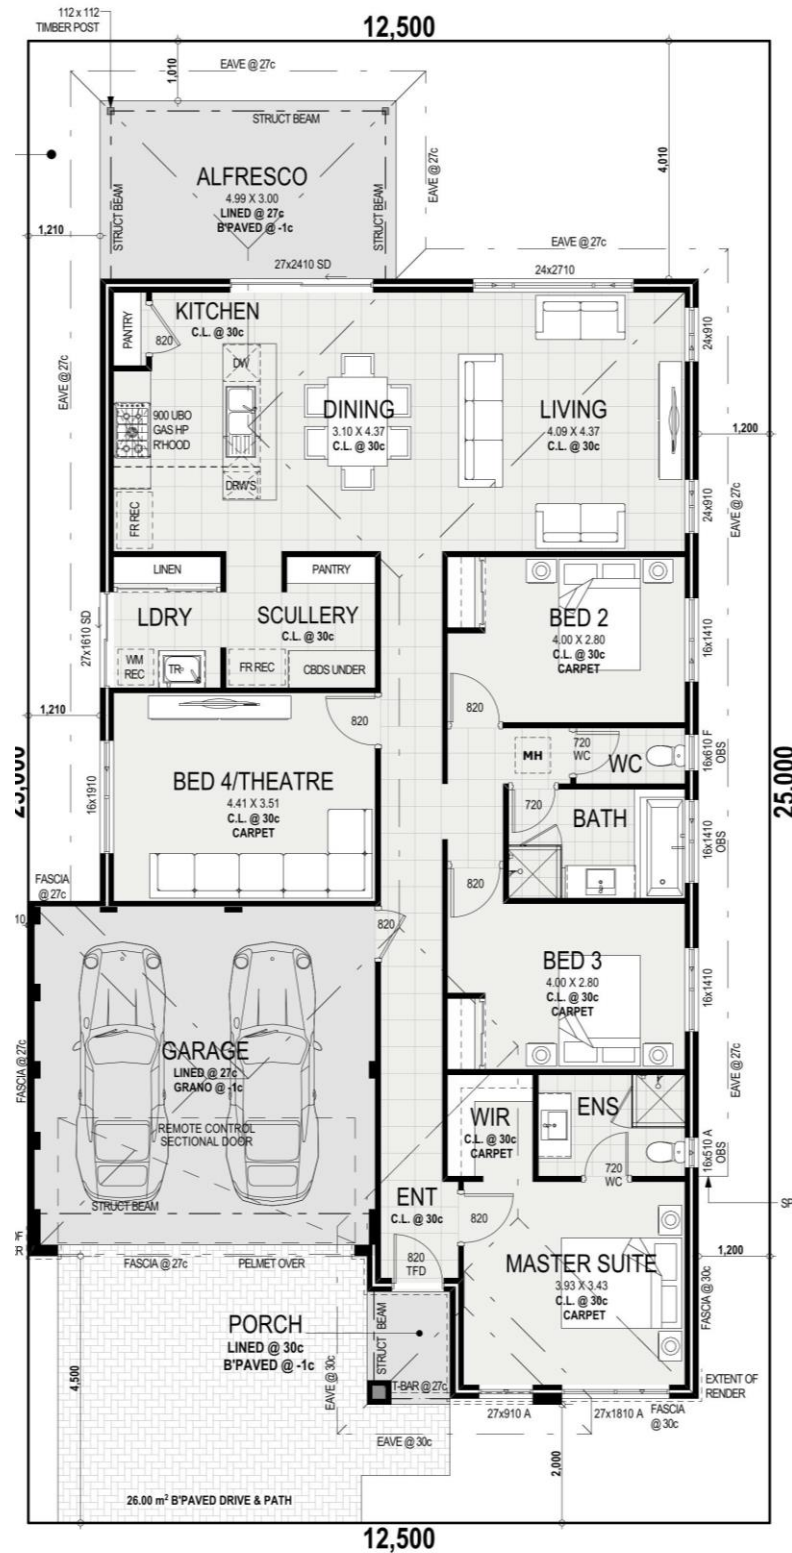 112 x 112
TIMBER POST
12,500
1,010
EAVE @ 27c
STRUCT BEAM
4,010
ALFRESCO
4.99 X 3.00
LINED @ 27c
B'PAVED @ -1c
STRUCT BEAM
STRUCT BEAM
EAVE @ 27c
1,210
EAVE @ 27c
27x2410 SD
24x2710
KITCHEN
C.L. @ 30c
PANTRY
820
24x910
EAVE @ 27c
DW
900 UBO
GAS HP
R'HOOD
DINING
3.10 X 4.37
C.L. @ 30c
LIVING
4.09 X 4.37
C.L. @ 30c
1,200
DRW'S
FR REC
24x910
EAVE @ 27c
LINEN
PANTRY
27x1610 SD
LDRY
SCULLERY
C.L. @ 30c
BED 2
4.00 X 2.80
C.L. @ 30c
CARPET
16x1410
WM
REC
TR
FR REC
CBDS UNDER
1,210
820
820
25,000
MH
720
WC
WC
16x610 F
OBS
BED 4/THEATRE
4.41 X 3.51
C.L. @ 30c
CARPET
16x1910
720
BATH
16x1410
OBS
25,000
FASCIA
@ 27c
820
10
820
BED 3
4.00 X 2.80
C.L. @ 30c
CARPET
16x1410
GARAGE
LINED @ 27c
GRANO @ -1c
FASCIA @ 27c
EAVE @ 27c
REMOTE CONTROL
SECTIONAL DOOR
WIR
C.L. @ 30c
CARPET
ENS
720
WC
16x510 A
OBS
STRUCT BEAM
ENT
C.L. @ 30c
820
FASCIA @ 27c
PELMET OVER
820
TFD
MASTER SUITE
3.93 X 3.43
C.L. @ 30c
CARPET
1,200
FASCIA @ 30c
PORCH
LINED @ 30c
B'PAVED @ -1c
STRUCT BEAM
4,500
EAVE @ 30c
T-BAR @ 27c
EXTENT OF
RENDER
27x910 A
27x1810 A
FASCIA
@ 30c
EAVE @ 30c
2,000
26.00 m² B'PAVED DRIVE & PATH
12,500